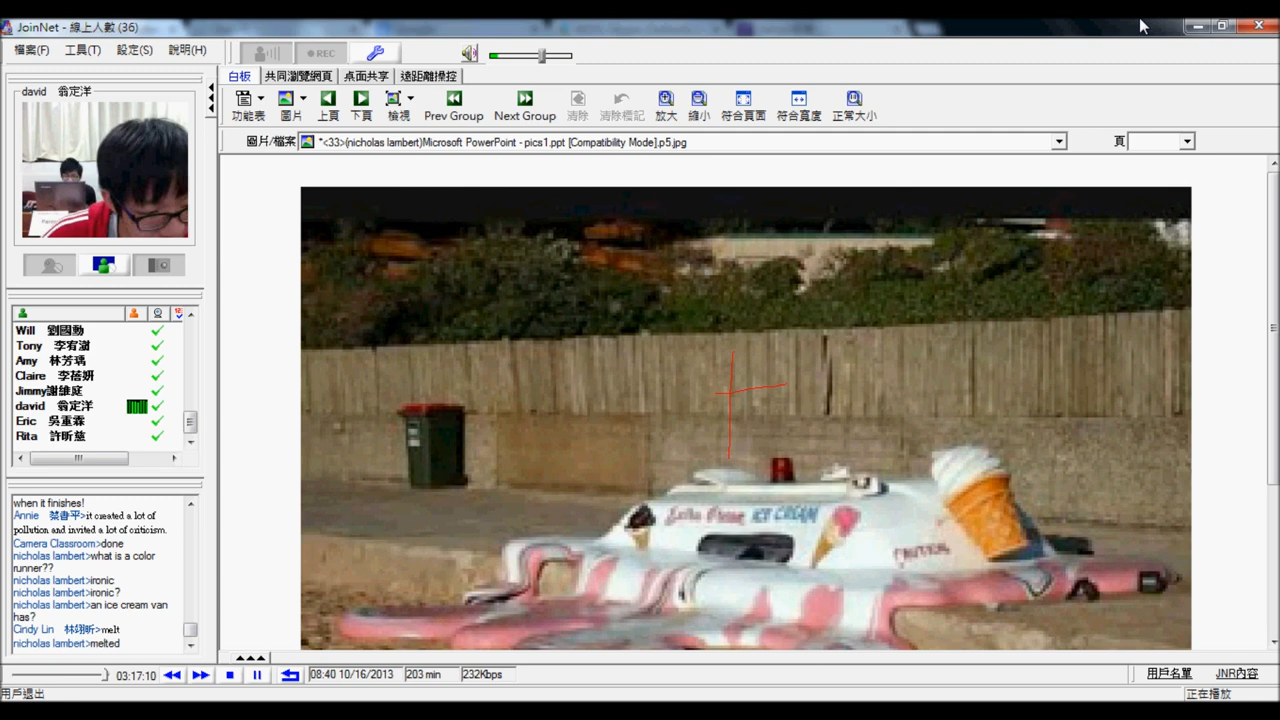 JoinNet - 線上人數 (36)
檔案(F) 工具(T) 設定(S) 說明(H)
REC
白板 共同瀏覽網頁 桌面共享 遠距離操控
功能表 圖片 上頁 下頁 檢視 Prev Group Next Group 清除 清除標記 放大 縮小 符合頁面 符合寬度 正常大小
圖片/檔案 *<33>(nicholas lambert)Microsoft PowerPoint - pics1.ppt [Compatibility Mode].p5.jpg 頁
david 翁定洋
Will 劉國勳
Tony 李宥澍
Amy 林芳瑀
Claire 李蓓妍
Jimmy謝維庭
david 翁定洋
Eric 吳重霖
Rita 許昕慈
when it finishes!
Annie 蔡書平>it created a lot of
pollution and invited a lot of criticism.
Camera Classroom>done
nicholas lambert>what is a color
runner??
nicholas lambert>ironic
nicholas lambert>ironic?
nicholas lambert>an ice cream van
has?
Cindy Lin 林翊昕>melt
nicholas lambert>melted
ICE CREAM
CAUTION
03:17:10 08:40 10/16/2013 203 min 232Kbps 用戶名單 JNR內容
用戶退出 正在播放